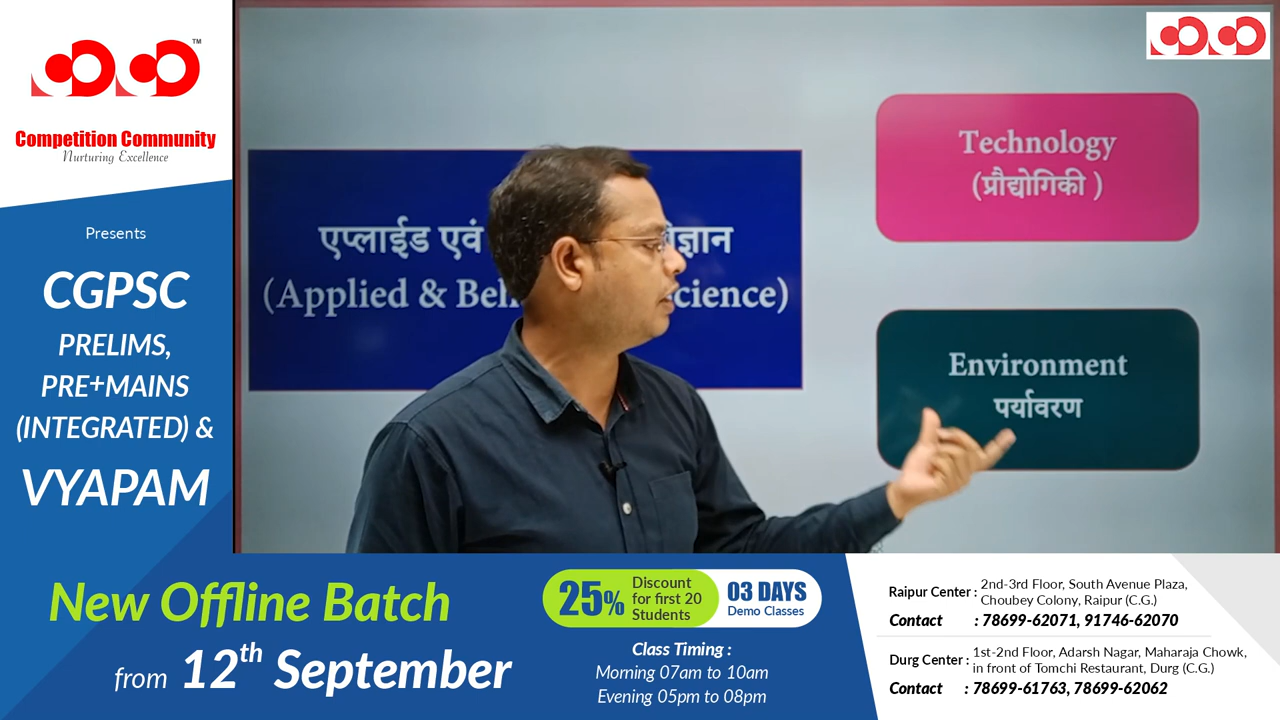 TM
Competition Community
Nurturing Excellence
Presents
CGPSC
PRELIMS,
PRE+MAINS
(INTEGRATED) &
VYAPAM
एप्लाईड एवं
(Applied & Beh cience)
Technology
(प्रौद्योगिकी )
Environment
पर्यावरण
New Offline Batch
from 12th September
25% Discount
for first 20
Students
03 DAYS
Demo Classes
Class Timing :
Morning 07am to 10am
Evening 05pm to 08pm
Raipur Center : 2nd-3rd Floor, South Avenue Plaza,
Choubey Colony, Raipur (C.G.)
Contact : 78699-62071, 91746-62070
Durg Center : 1st-2nd Floor, Adarsh Nagar, Maharaja Chowk,
in front of Tomchi Restaurant, Durg (C.G.)
Contact : 78699-61763, 78699-62062